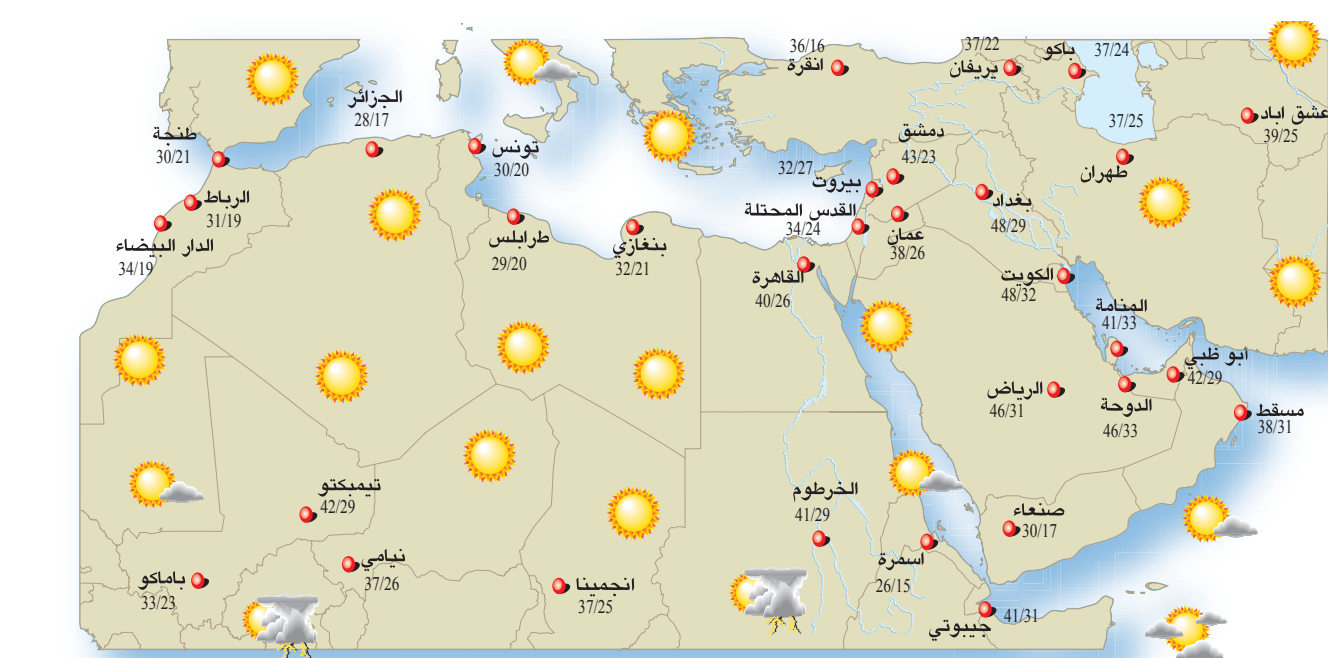 36/16
انقرة
37/22
يريفان
باكو
37/24
37/25
عشق اباد
39/25
طهران
الجزائر
28/17
طنجة
30/21
تونس
30/20
دمشق
43/23
32/27
بيروت
الرباط
31/19
بغداد
48/29
القدس المحتلة
34/24
عمان
38/26
الدار البيضاء
34/19
طرابلس
29/20
بنغازي
32/21
القاهرة
40/26
الكويت
48/32
المنامة
41/33
أبو ظبي
42/29
الرياض
46/31
الدوحة
46/33
مسقط
38/31
تيمبكتو
42/29
الخرطوم
41/29
صنعاء
30/17
اسمرة
26/15
نيامي
37/26
باماكو
33/23
انجمينا
37/25
41/31
جيبوتي